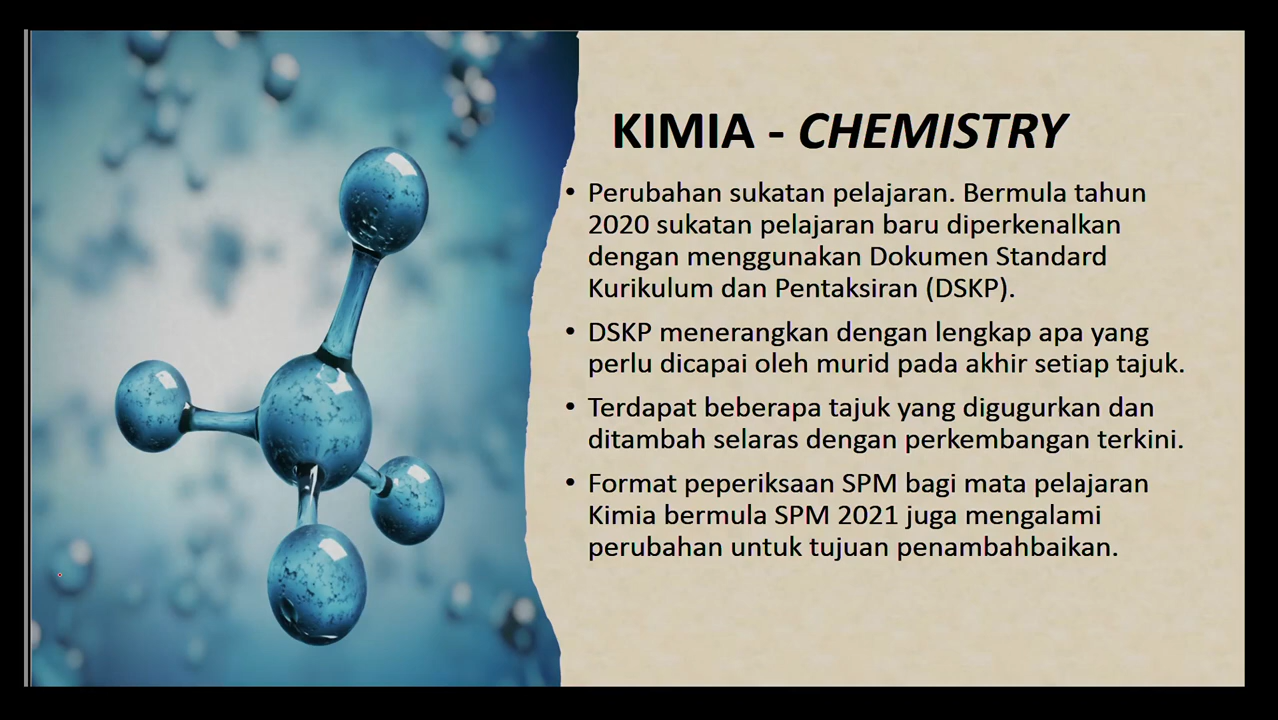 KIMIA - CHEMISTRY
• Perubahan sukatan pelajaran. Bermula tahun
2020 sukatan pelajaran baru diperkenalkan
dengan menggunakan Dokumen Standard
Kurikulum dan Pentaksiran (DSKP).
• DSKP menerangkan dengan lengkap apa yang
perlu dicapai oleh murid pada akhir setiap tajuk.
• Terdapat beberapa tajuk yang digugurkan dan
ditambah selaras dengan perkembangan terkini.
• Format peperiksaan SPM bagi mata pelajaran
Kimia bermula SPM 2021 juga mengalami
perubahan untuk tujuan penambahbaikan.